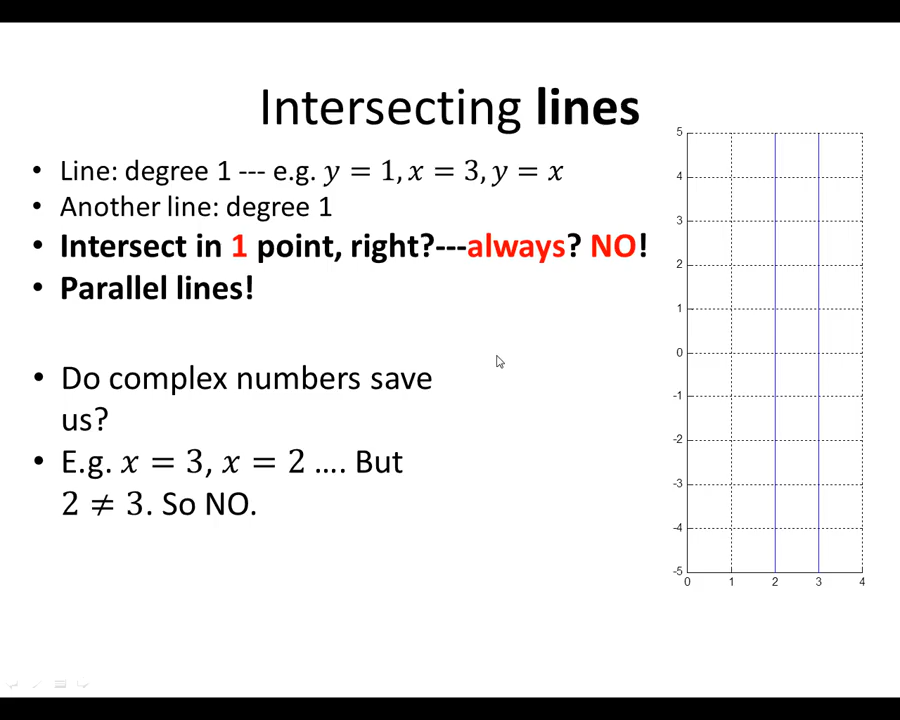 Intersecting lines
• Line: degree 1 --- e.g. y = 1, x = 3, y = x
• Another line: degree 1
• Intersect in 1 point, right?---always? NO!
• Parallel lines!
• Do complex numbers save
us?
• E.g. x = 3, x = 2 .... But
2 ≠ 3. So NO.
5
4
3
2
1
0
-1
-2
-3
-4
-5
0 1 2 3 4